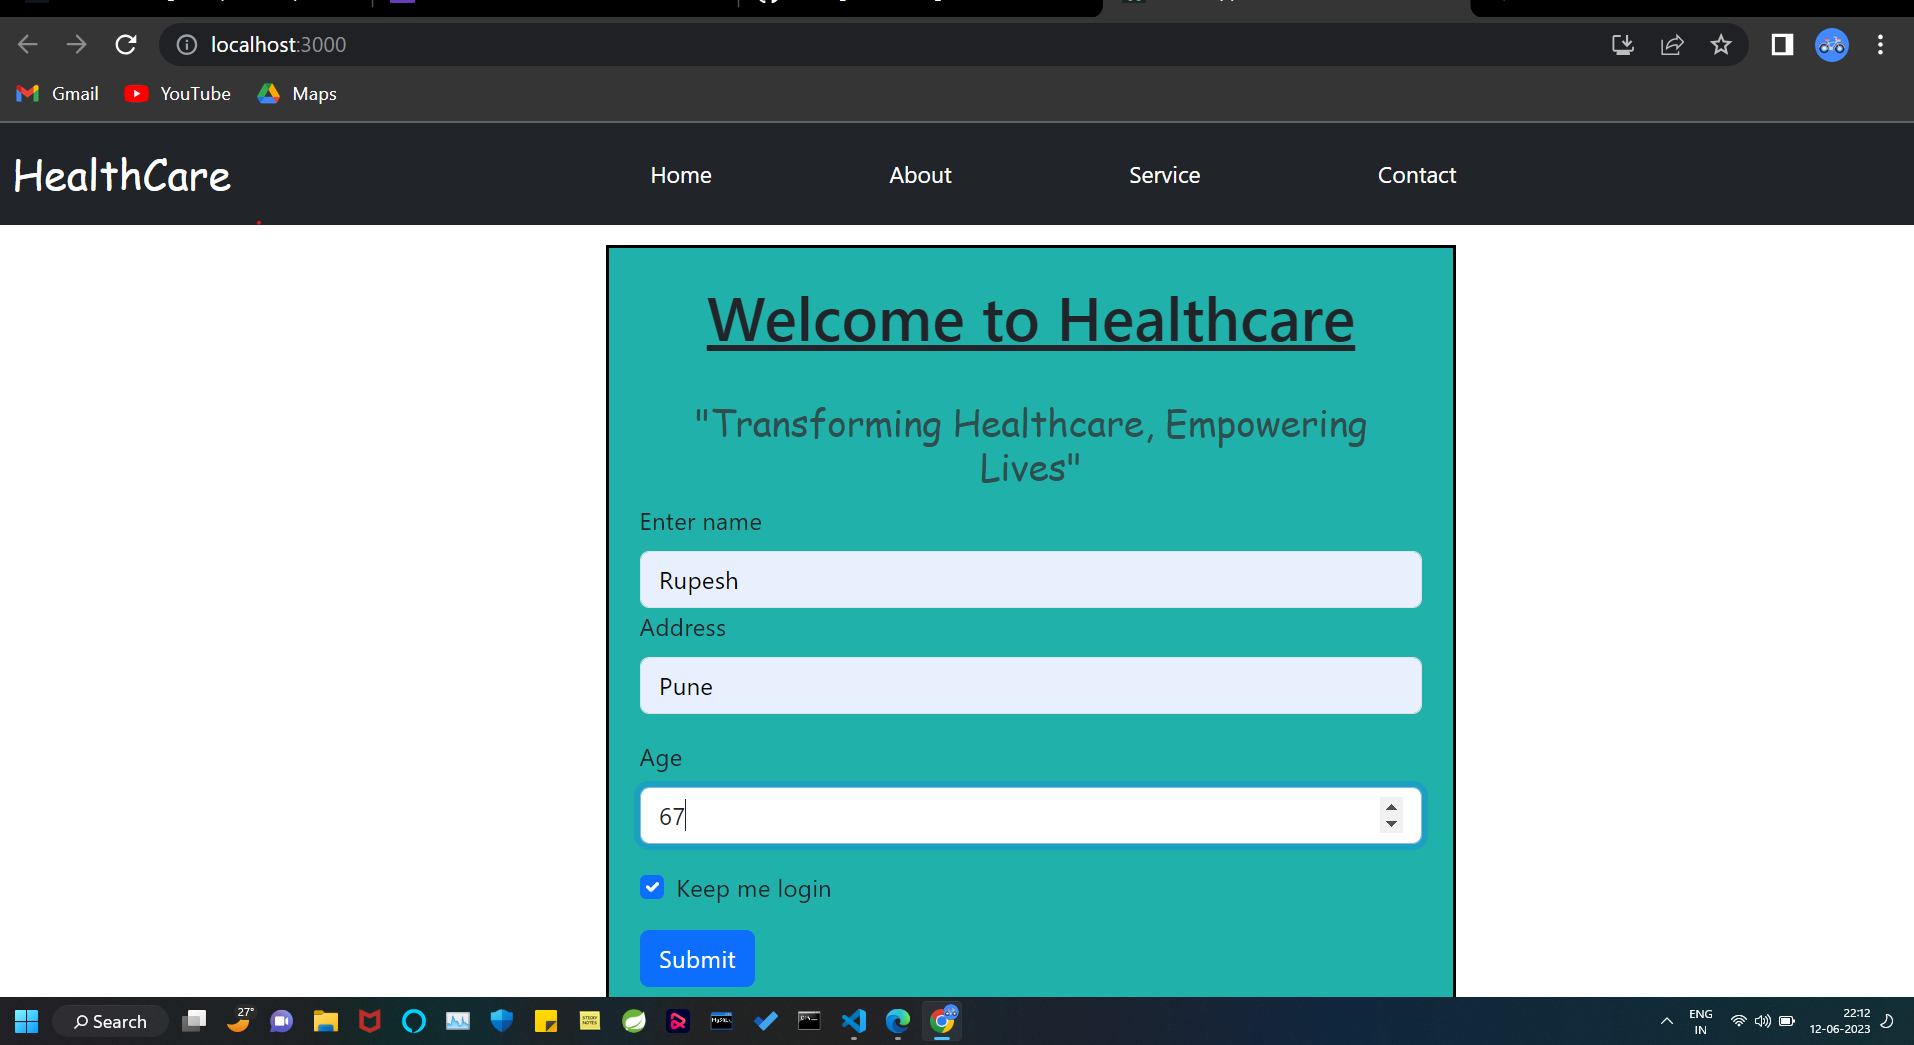 localhost:3000
Gmail YouTube Maps
HealthCare Home About Service Contact
Welcome to Healthcare
"Transforming Healthcare, Empowering
Lives"
Enter name
Rupesh
Address
Pune
Age
67
Keep me login
Submit
Search 27° ENG 22:12
IN 12-06-2023